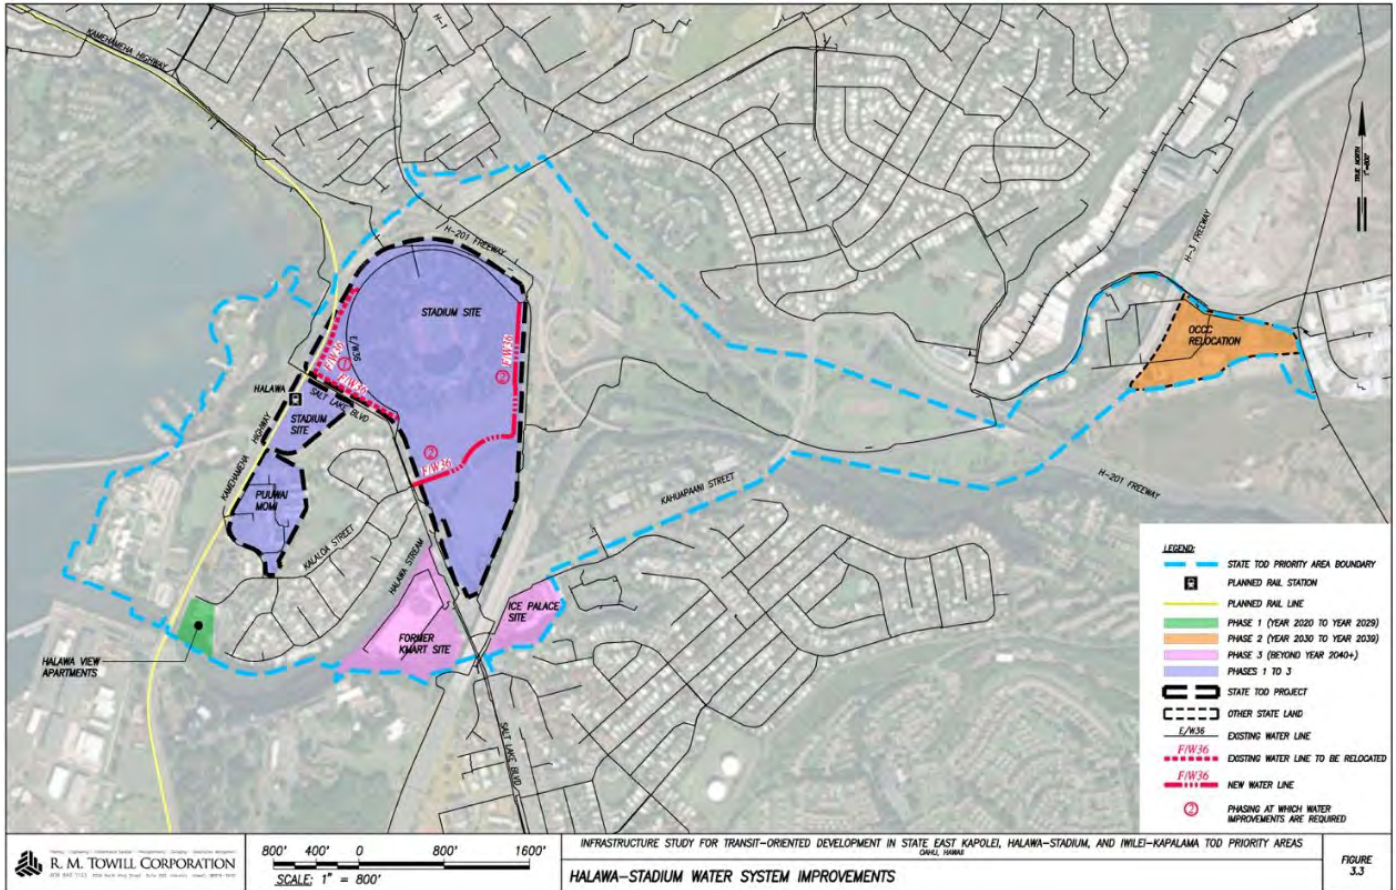 KAMEHAMEHA HIGHWAY
H-1
TRUE NORTH
1"=800'
H-201 FREEWAY
H-3 FREEWAY
STADIUM SITE
OCCC
RELOCATION
E/W36
F/W36
1
F/W36
F/W36
2
HALAWA
SALT LAKE BLVD
STADIUM
SITE
2
F/W36
KAMEHAMEHA HIGHWAY
PUUWAI
MOMI
KAHUAPAANI STREET
H-201 FREEWAY
KALALOA STREET
HALAWA STREAM
ICE PALACE
SITE
FORMER
KMART SITE
HALAWA VIEW
APARTMENTS
SALT LAKE BLVD
LEGEND:
STATE TOD PRIORITY AREA BOUNDARY
PLANNED RAIL STATION
PLANNED RAIL LINE
PHASE 1 (YEAR 2020 TO YEAR 2029)
PHASE 2 (YEAR 2030 TO YEAR 2039)
PHASE 3 (BEYOND YEAR 2040+)
PHASES 1 TO 3
STATE TOD PROJECT
OTHER STATE LAND
E/W36 EXISTING WATER LINE
F/W36 EXISTING WATER LINE TO BE RELOCATED
F/W36 NEW WATER LINE
2 PHASING AT WHICH WATER
IMPROVEMENTS ARE REQUIRED
R. M. TOWILL CORPORATION
800' 400' 0 800' 1600'
SCALE: 1" = 800'
INFRASTRUCTURE STUDY FOR TRANSIT-ORIENTED DEVELOPMENT IN STATE EAST KAPOLEI, HALAWA-STADIUM, AND IWILEI-KAPALAMA TOD PRIORITY AREAS
OAHU, HAWAII
HALAWA-STADIUM WATER SYSTEM IMPROVEMENTS
FIGURE
3.3